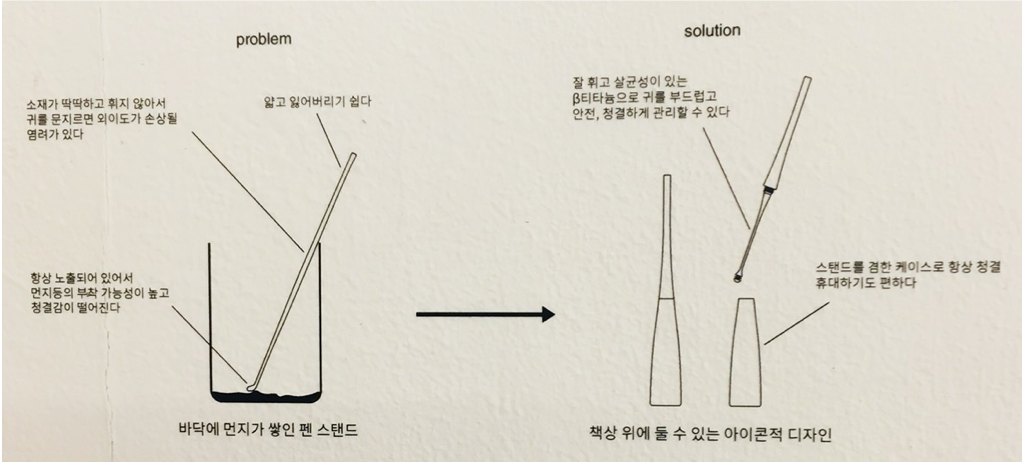 problem
소재가 딱딱하고 휘지 않아서
귀를 문지르면 외이도가 손상될
염려가 있다
얇고 잃어버리기 쉽다
항상 노출되어 있어서
먼지등의 부착 가능성이 높고
청결감이 떨어진다
바닥에 먼지가 쌓인 펜 스탠드
solution
잘 휘고 살균성이 있는
β티타늄으로 귀를 부드럽고
안전, 청결하게 관리할 수 있다
스탠드를 겸한 케이스로 항상 청결
휴대하기도 편하다
책상 위에 둘 수 있는 아이콘적 디자인